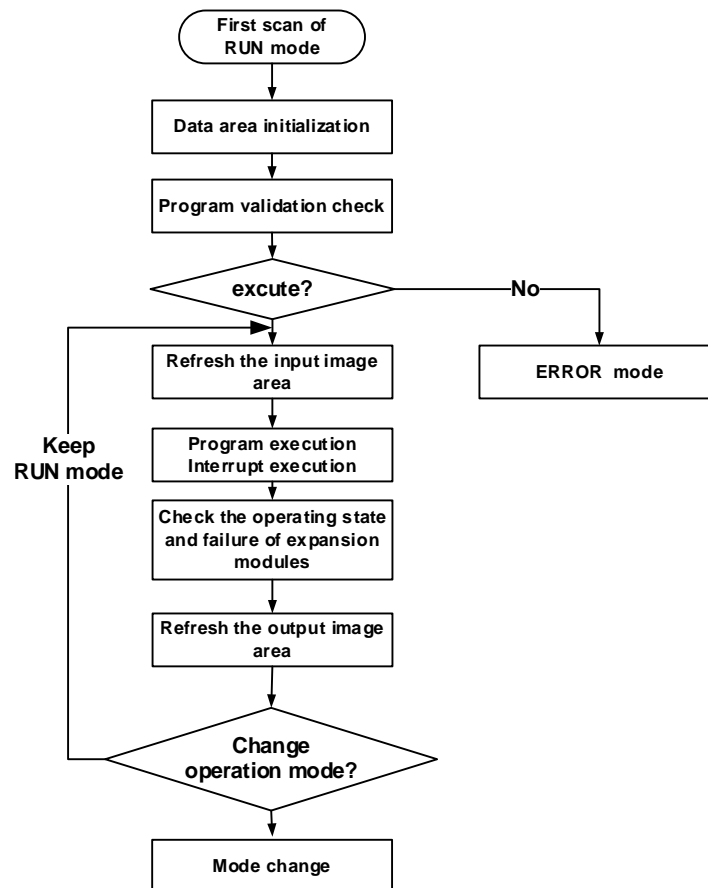 First scan of
RUN mode
Data area initialization
Program validation check
excute?
No
Refresh the input image
area
ERROR mode
Keep
RUN mode
Program execution
Interrupt execution
Check the operating state
and failure of expansion
modules
Refresh the output image
area
Change
operation mode?
Mode change